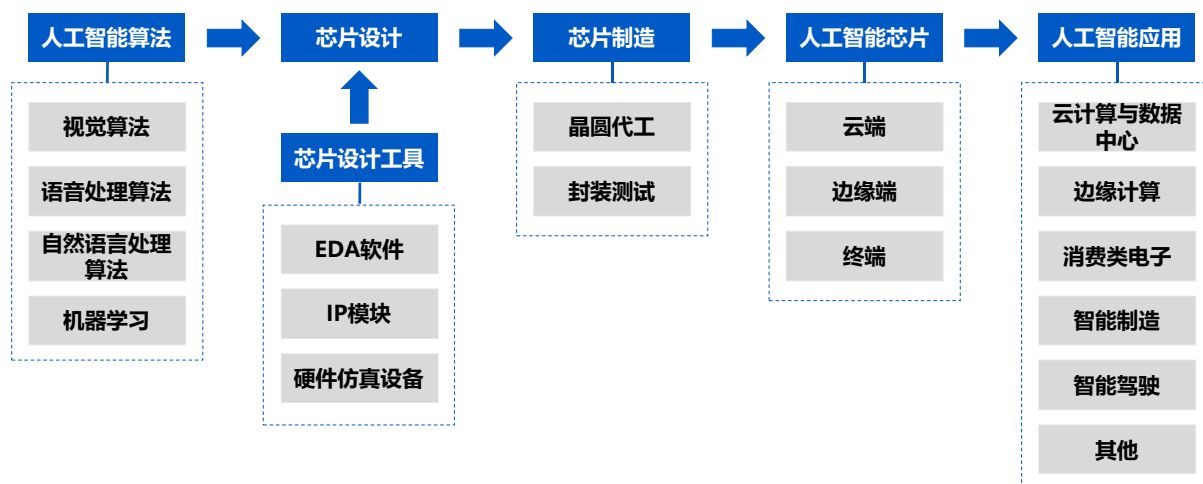 人工智能算法
芯片设计
芯片制造
人工智能芯片
人工智能应用
视觉算法
语音处理算法
自然语言处理
算法
机器学习
芯片设计工具
EDA软件
IP模块
硬件仿真设备
晶圆代工
封装测试
云端
边缘端
终端
云计算与数据
中心
边缘计算
消费类电子
智能制造
智能驾驶
其他